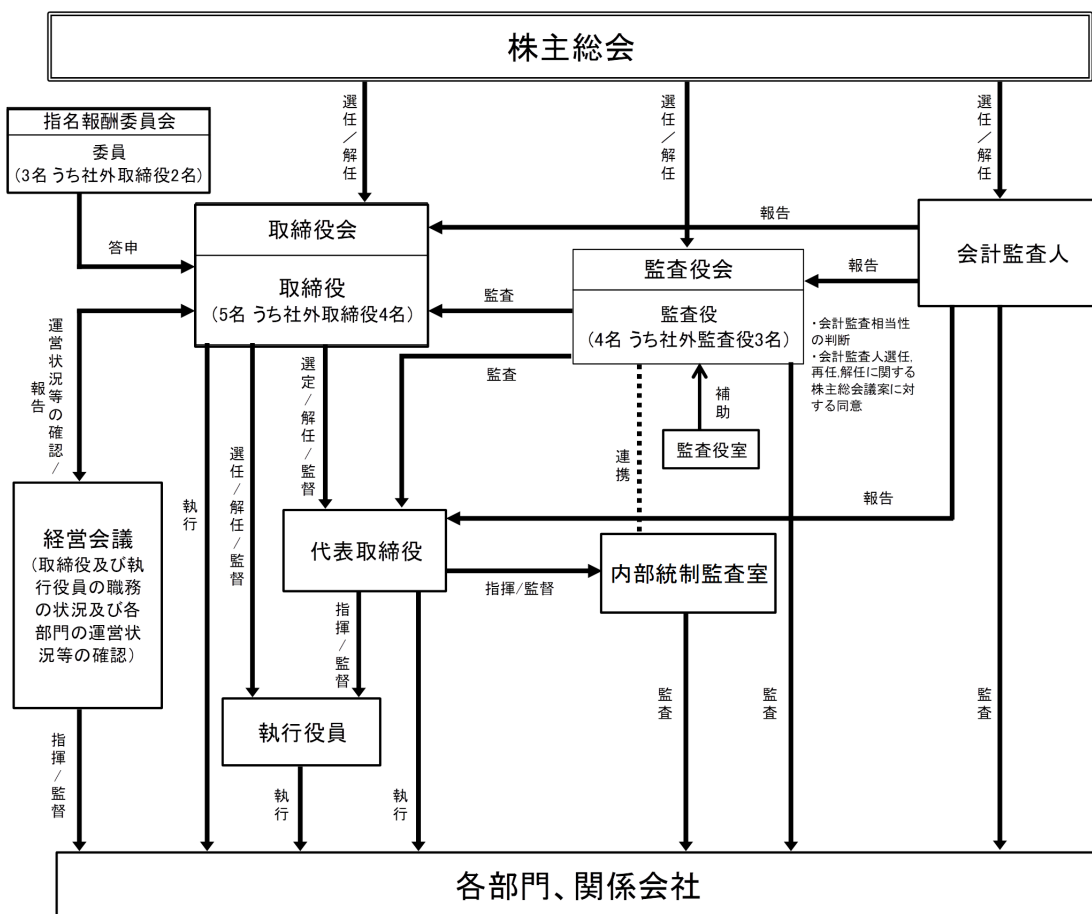 株主総会
選任/解任
選任/解任
選任/解任
指名報酬委員会
委員
(3名 うち社外取締役2名)
答申
取締役会
取締役
(5名 うち社外取締役4名)
報告
会計監査人
監査役会
監査役
(4名 うち社外監査役3名)
報告
監査
監査
・会計監査相当性
の判断
・会計監査人選任,
再任,解任に関する
株主総会議案に対
する同意
運営状況等の確認/
報告
選定/解任/監督
選任/解任/監督
執行
補助
監査役室
連携
報告
経営会議
(取締役及び執
行役員の職務
の状況及び各
部門の運営状
況等の確認)
代表取締役
指揮/監督
内部統制監査室
指揮/監督
執行役員
指揮/監督
執行
執行
監査
監査
監査
各部門、関係会社